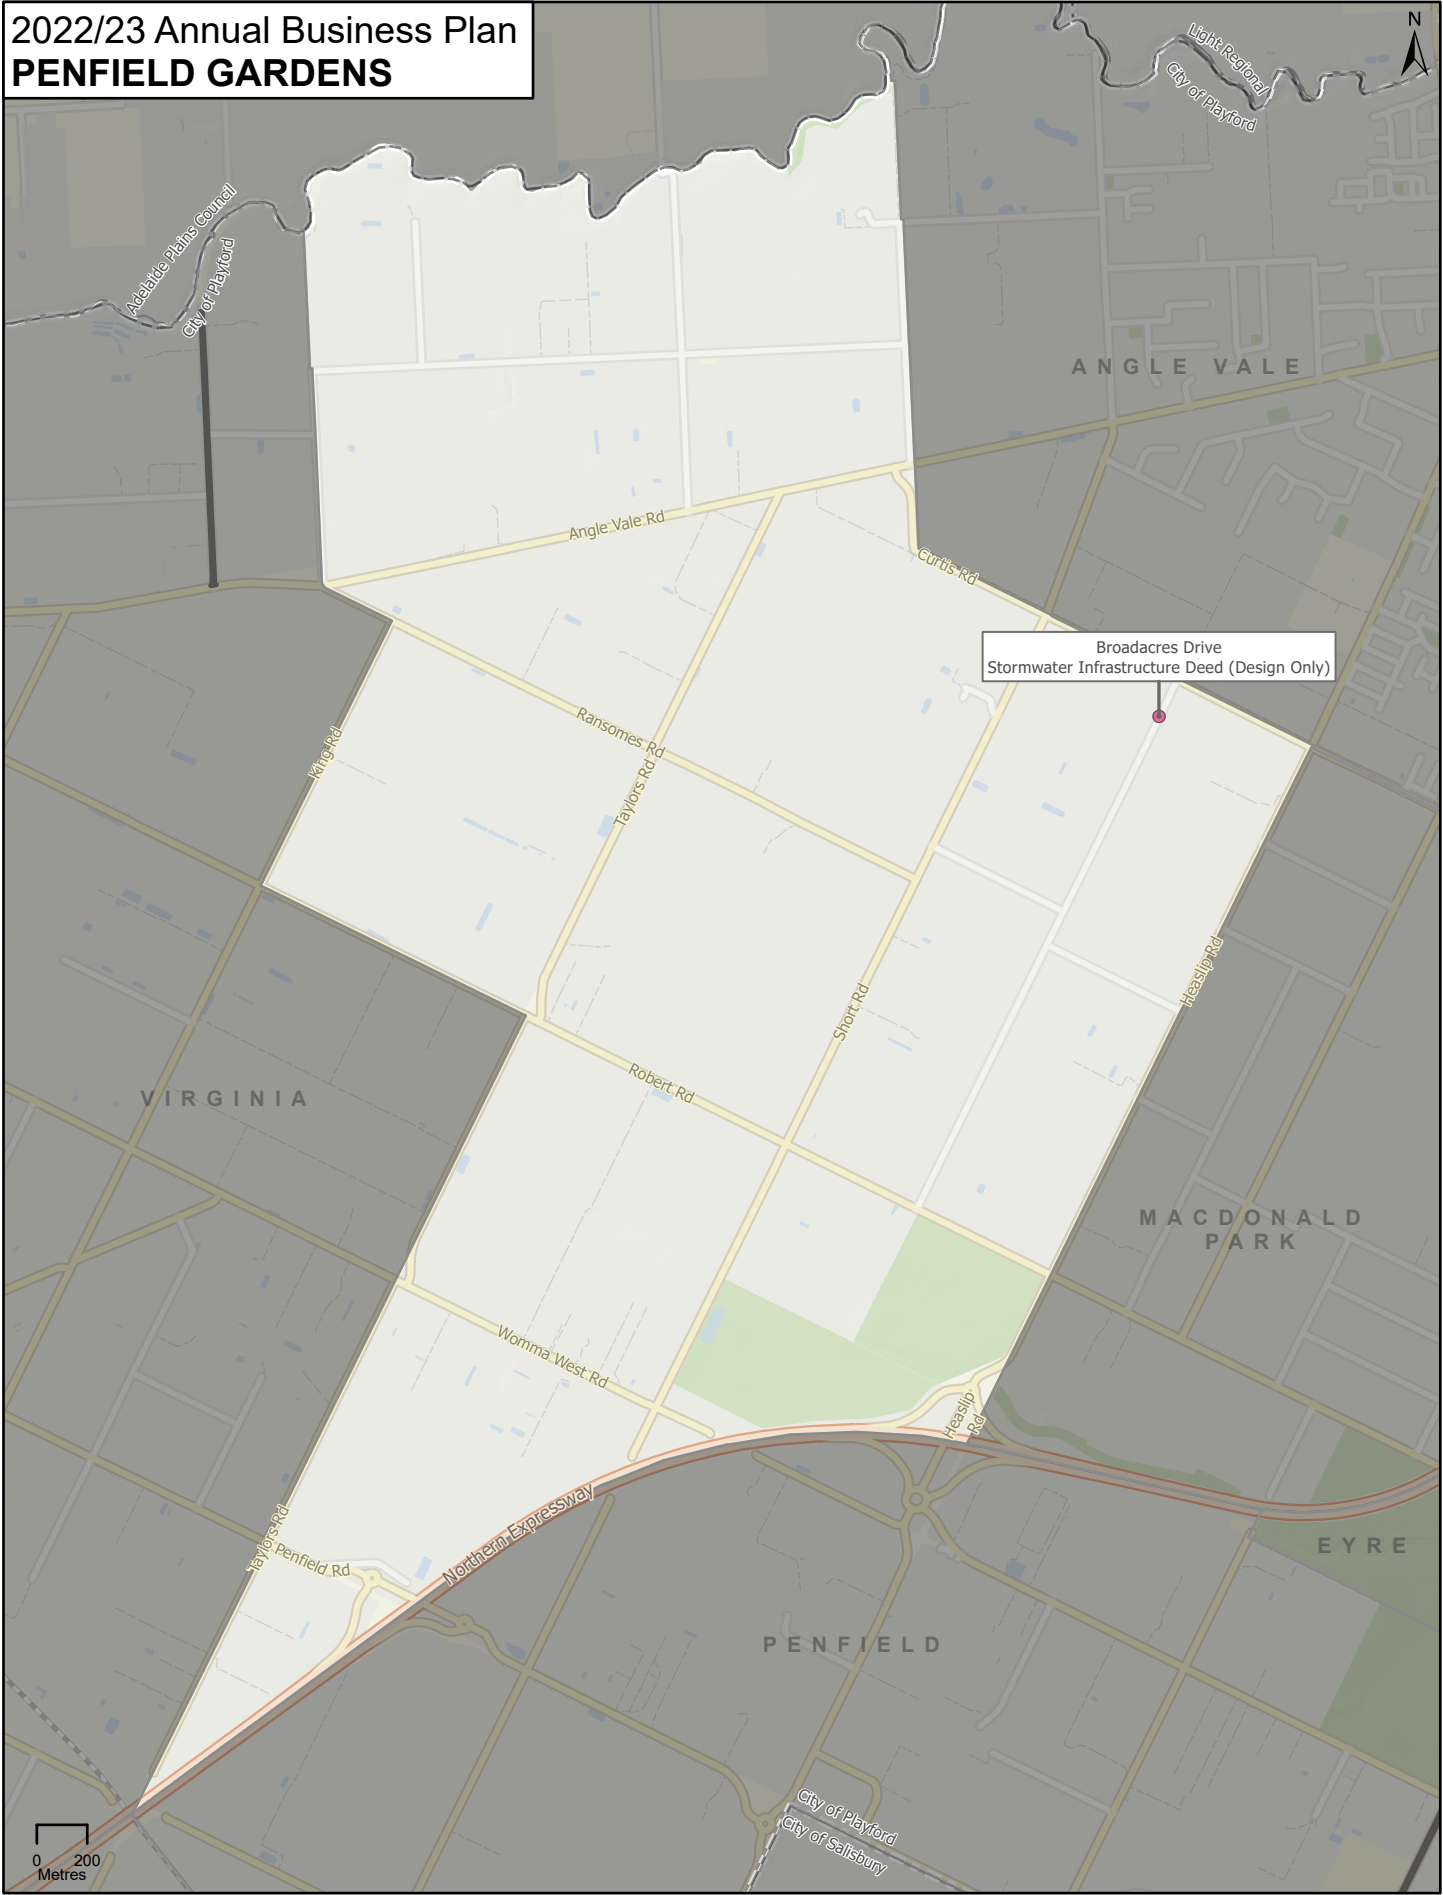 2022/23 Annual Business Plan
PENFIELD GARDENS
N
Light Regional
City of Playford
Adelaide Plains Council
City of Playford
ANGLE VALE
Angle Vale Rd
Curtis Rd
Broadacres Drive
Stormwater Infrastructure Deed (Design Only)
Ransomes Rd
King Rd
Taylors Rd
Heaslip Rd
Short Rd
Robert Rd
VIRGINIA
MACDONALD
PARK
Womma West Rd
Heaslip
Rd
Northern Expressway
Taylors Rd
Penfield Rd
EYRE
PENFIELD
City of Playford
City of Salisbury
0 200
Metres